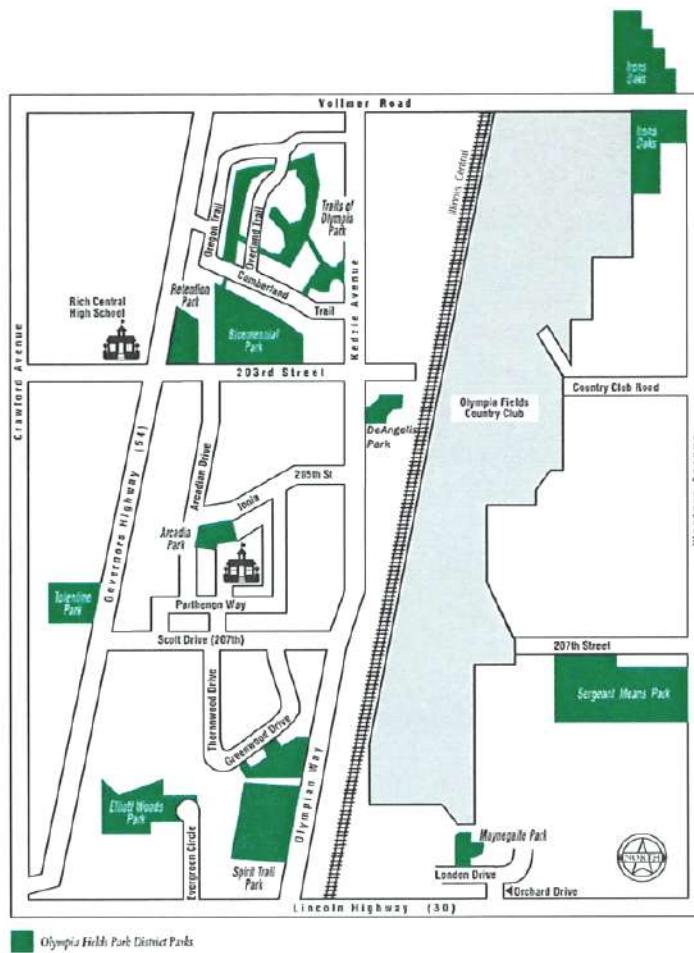 Irons
Oaks
Vollmer Road
Irons
Oaks
Illinois Central
Trails of
Olympia
Park
Oregon Trail
Overland Trail
Cumberland
Trail
Kedzie Avenue
Retention
Park
Rich Central
High School
Bicentennial
Park
203rd Street
Crawford Avenue
Country Club Road
Olympia Fields
Country Club
DeAngelis
Park
Governors Highway (54)
Arcadian Drive
205th St
Ionia
Arcadia
Park
Tolentine
Park
Parthenon Way
Scott Drive (207th)
207th Street
Thornwood Drive
Greenwood Drive
Sergeant Means Park
Olympian Way
Elliott Woods
Park
Evergreen Circle
Spirit Trail
Park
Maynegaite Park
London Drive
Orchard Drive
NORTH
Lincoln Highway (30)
Olympia Fields Park District Parks